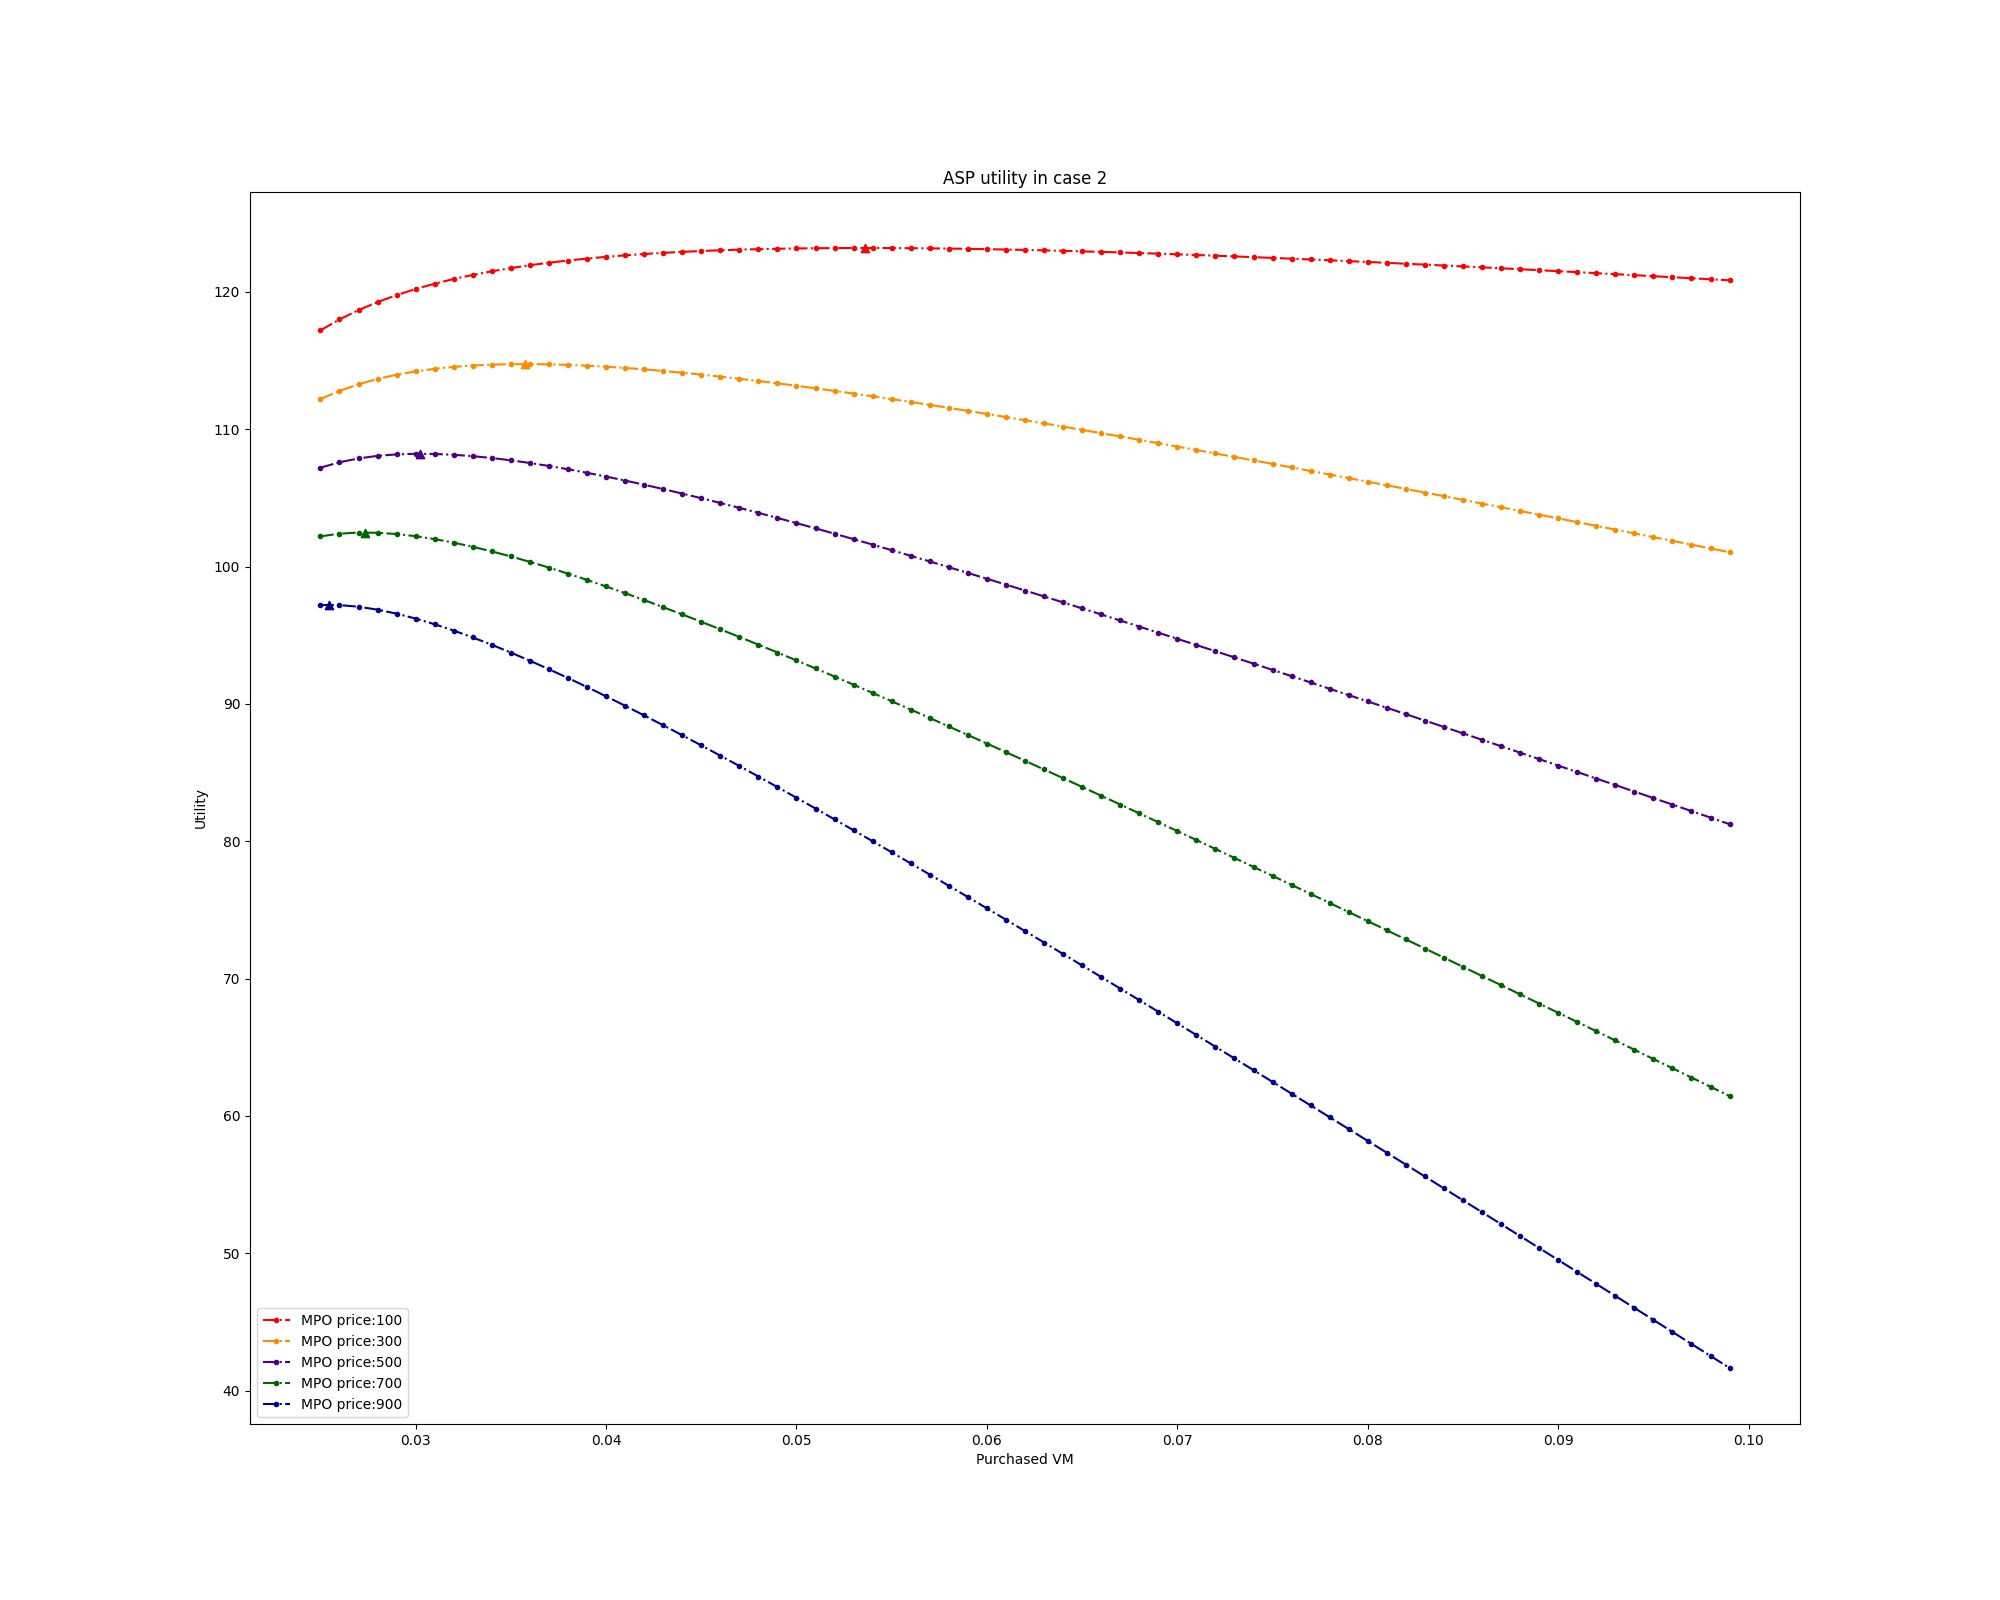 ASP utility in case 2
120
110
100
90
80
70
60
50
40
Utility
MPO price:100
MPO price:300
MPO price:500
MPO price:700
MPO price:900
0.03 0.04 0.05 0.06 0.07 0.08 0.09 0.10
Purchased VM